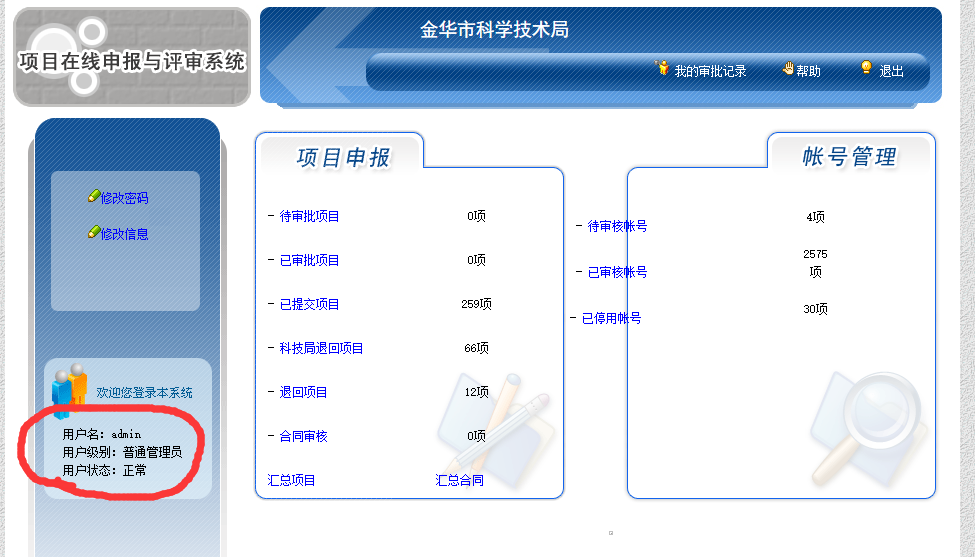 项目在线申报与评审系统
金华市科学技术局
我的审批记录 帮助 退出
修改密码
修改信息
欢迎您登录本系统
用户名：admin
用户级别：普通管理员
用户状态：正常
项目申报
- 待审批项目 0项
- 已审批项目 0项
- 已提交项目 259项
- 科技局退回项目 66项
- 退回项目 12项
- 合同审核 0项
汇总项目 汇总合同
帐号管理
- 待审核帐号 4项
- 已审核帐号 2575
项
- 已停用帐号 30项